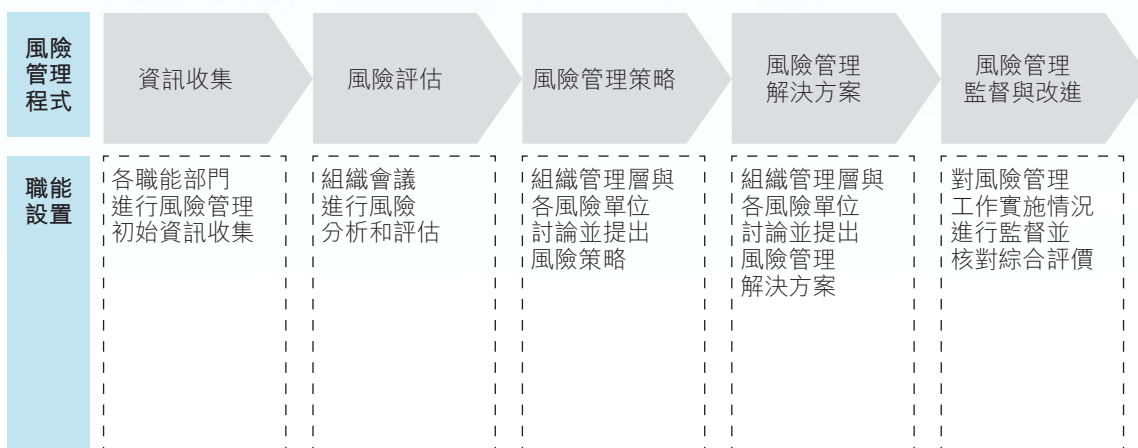 風險
管理
程式
資訊收集
風險評估
風險管理策略
風險管理
解決方案
風險管理
監督與改進
職能
設置
各職能部門
進行風險管理
初始資訊收集
組織會議
進行風險
分析和評估
組織管理層與
各風險單位
討論並提出
風險策略
組織管理層與
各風險單位
討論並提出
風險管理
解決方案
對風險管理
工作實施情況
進行監督並
核對綜合評價